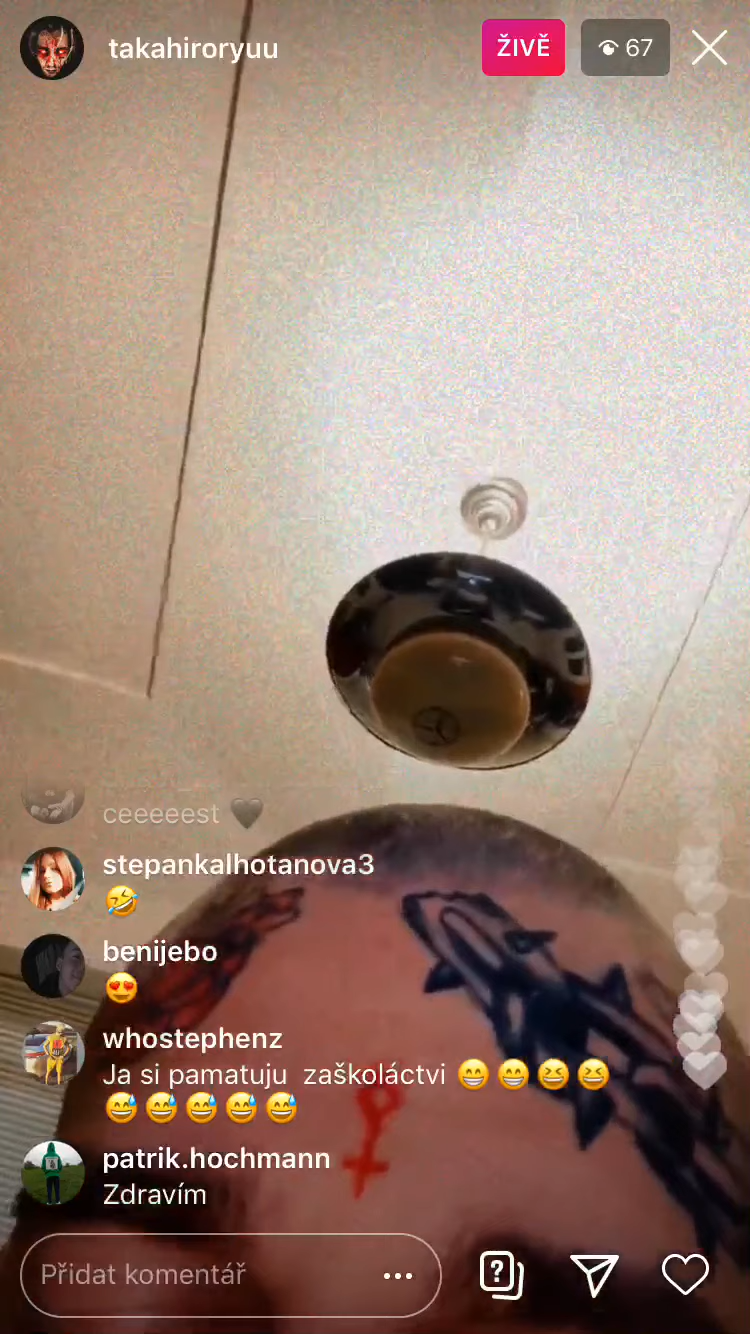 takahiroryuu
ŽIVĚ
67
ceeeeest 🖤
stepankalhotanova3
🤣
benijebo
😍
whostephenz
Ja si pamatuju zaškoláctvi 😁😁😆😆
😅😅😅😅😅
patrik.hochmann
Zdravím
Přidat komentář